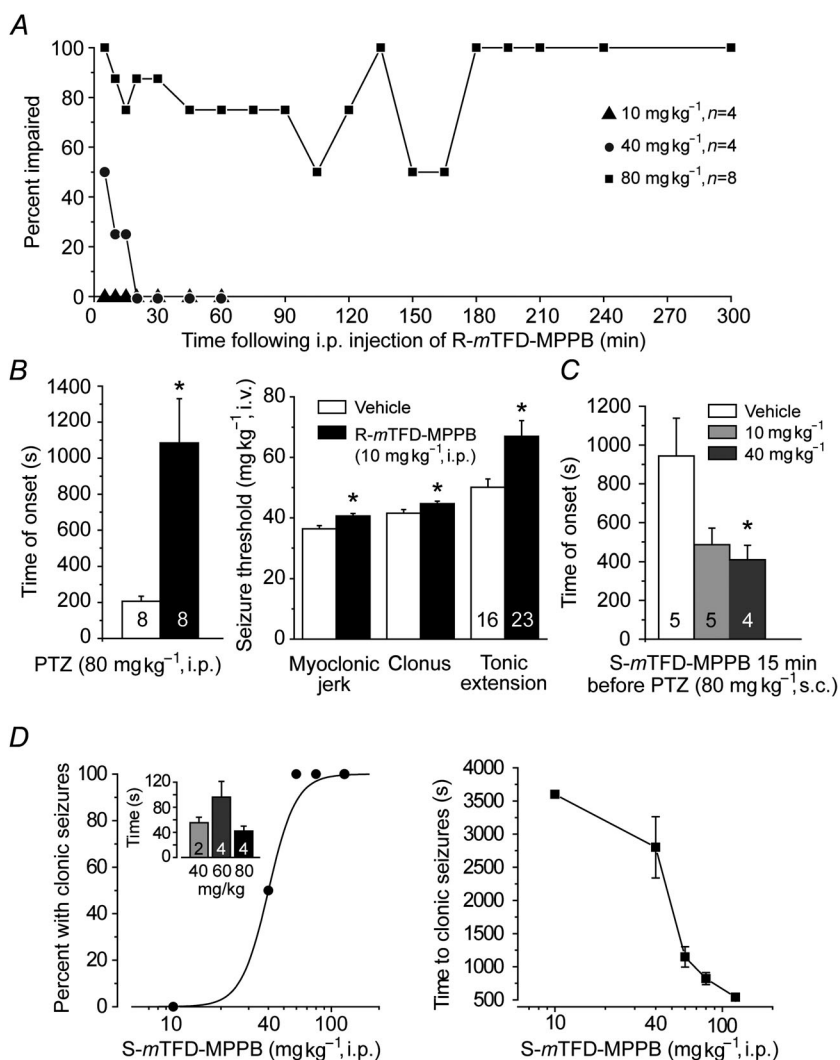 A
100
75
50
25
0
Percent impaired
10 mg kg⁻¹, n=4
40 mg kg⁻¹, n=4
80 mg kg⁻¹, n=8
0 30 60 90 120 150 180 210 240 270 300
Time following i.p. injection of R-mTFD-MPPB (min)
B
1400
1200
1000
800
600
400
200
0
Time of onset (s)
*
8 8
PTZ (80 mg kg⁻¹, i.p.)
80
60
40
20
0
Seizure threshold (mg kg⁻¹, i.v.)
Vehicle
R-mTFD-MPPB
(10 mg kg⁻¹, i.p.)
* * *
16 23
Myoclonic
jerk
Clonus
Tonic
extension
C
1200
1000
800
600
400
200
0
Time of onset (s)
Vehicle
10 mg kg⁻¹
40 mg kg⁻¹
*
5 5 4
S-mTFD-MPPB 15 min
before PTZ (80 mg kg⁻¹, s.c.)
D
100
80
60
40
20
0
Percent with clonic seizures
120
80
40
0
Time (s)
2 4 4
40 60 80
mg/kg
10 40 100
S-mTFD-MPPB (mg kg⁻¹, i.p.)
4000
3500
3000
2500
2000
1500
1000
500
Time to clonic seizures (s)
10 40 100
S-mTFD-MPPB (mg kg⁻¹, i.p.)